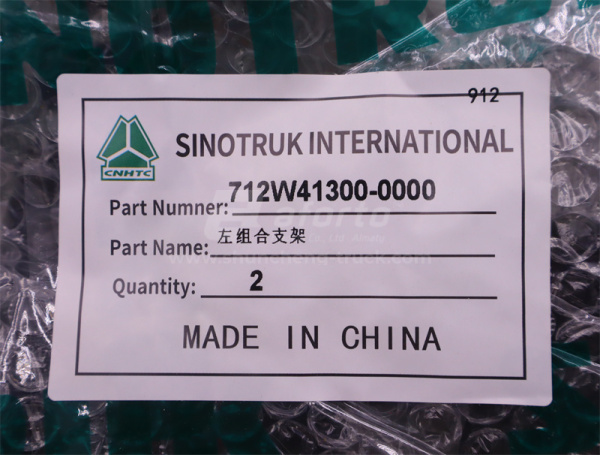 912
SINOTRUK INTERNATIONAL
CNHTC
Part Numner: 712W41300-0000
aforto
Part Name: 左组合支架
Quantity: 2
MADE IN CHINA